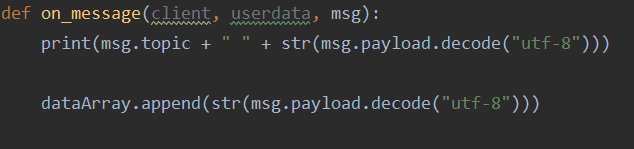 def on_message(client, userdata, msg):
    print(msg.topic + " " + str(msg.payload.decode("utf-8")))
    dataArray.append(str(msg.payload.decode("utf-8")))